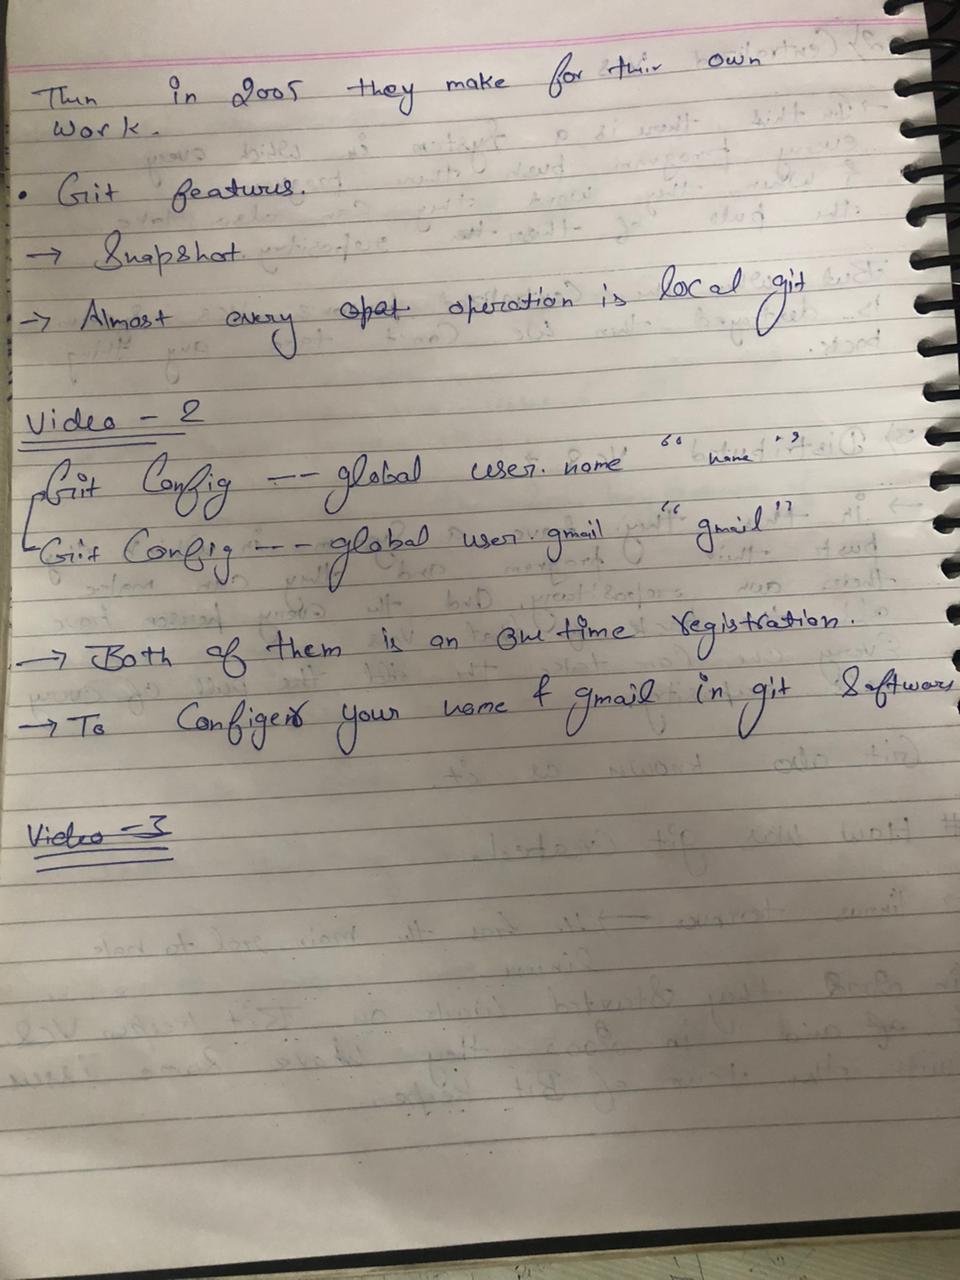 Then in 2005 they make for their own
work.
• Git features.
→ Snapshot
→ Almost every opat operation is local git
Video - 2
Git Config --- global user.name "name"
Git Config --- global user.gmail "gmail"
→ Both of them is an one time registration.
→ To Configer your name & gmail in git Software
Video - 3